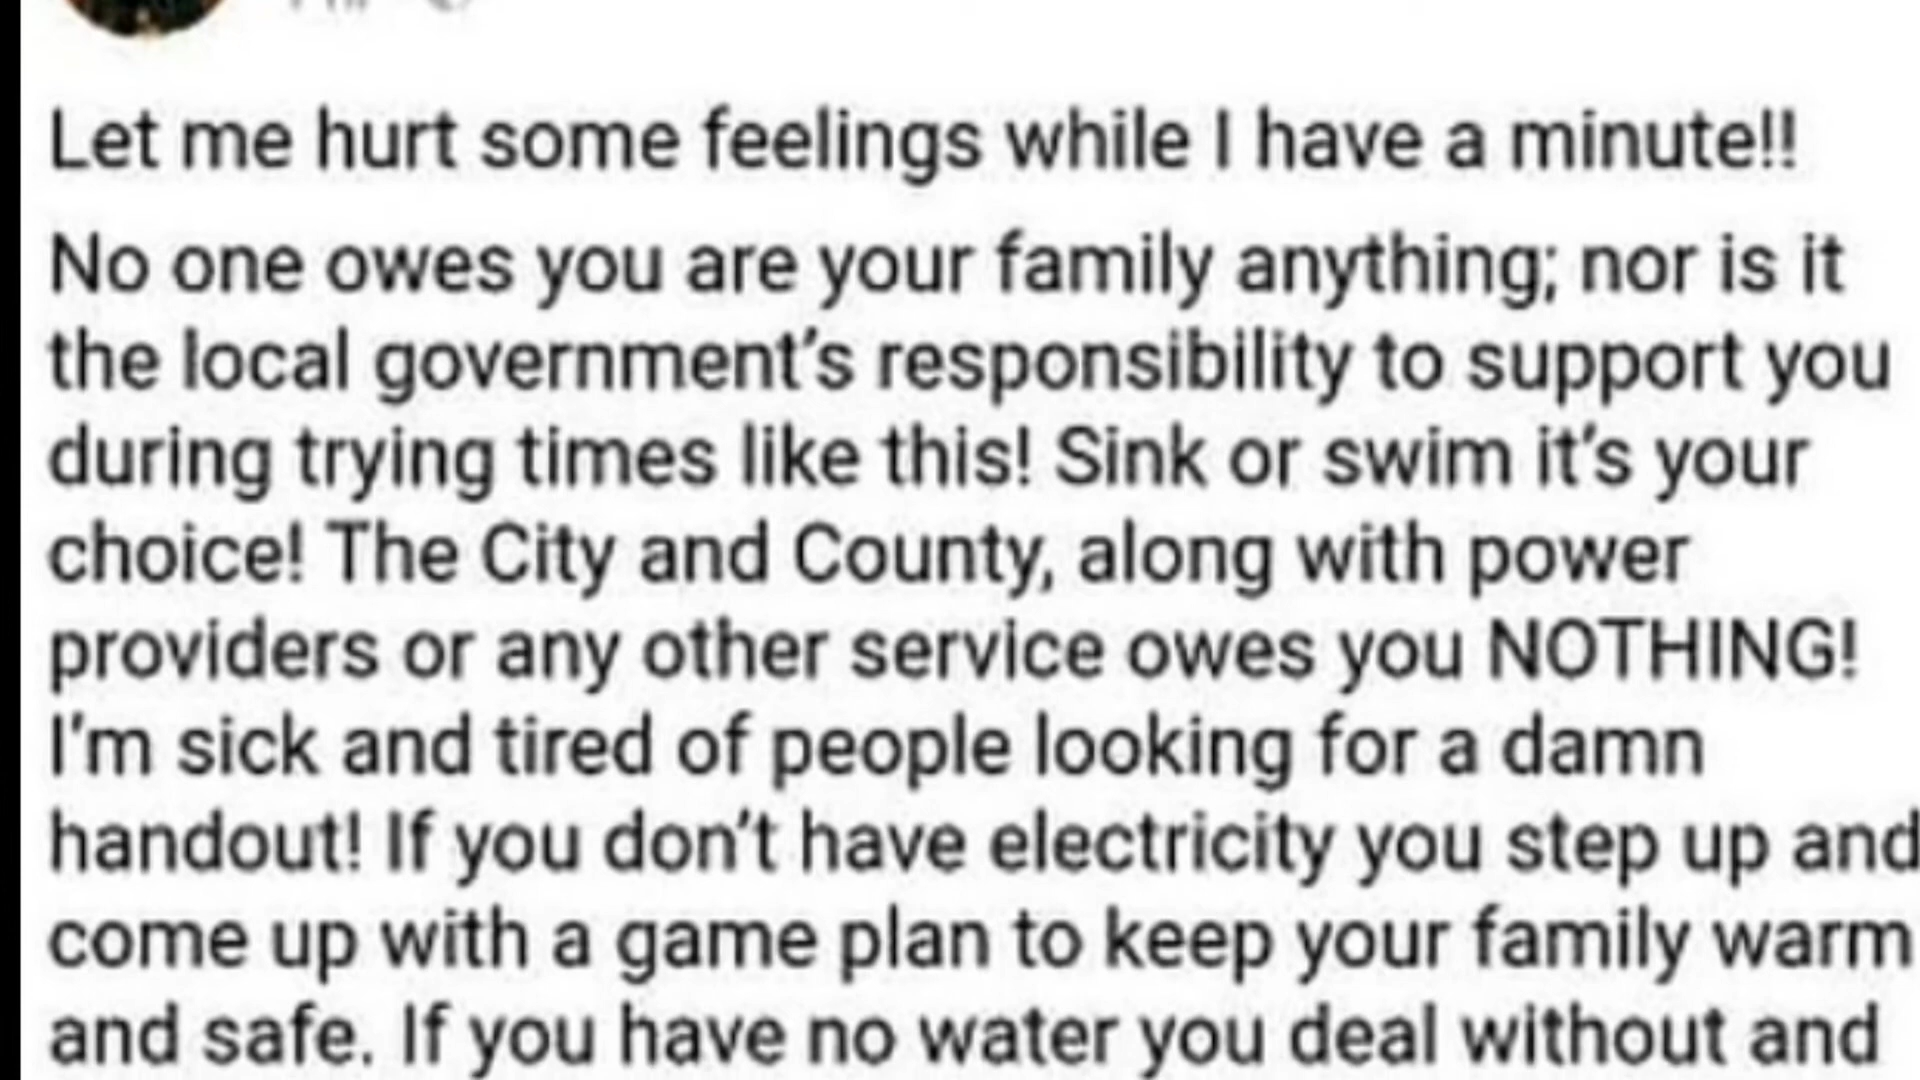 Let me hurt some feelings while I have a minute!!
No one owes you are your family anything; nor is it
the local government's responsibility to support you
during trying times like this! Sink or swim it's your
choice! The City and County, along with power
providers or any other service owes you NOTHING!
I'm sick and tired of people looking for a damn
handout! If you don't have electricity you step up and
come up with a game plan to keep your family warm
and safe. If you have no water you deal without and